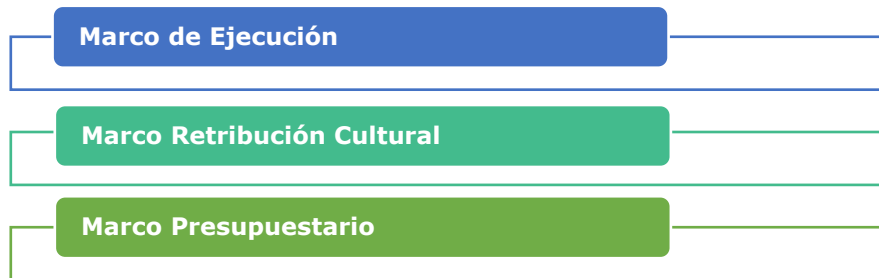 Marco de Ejecución
Marco Retribución Cultural
Marco Presupuestario